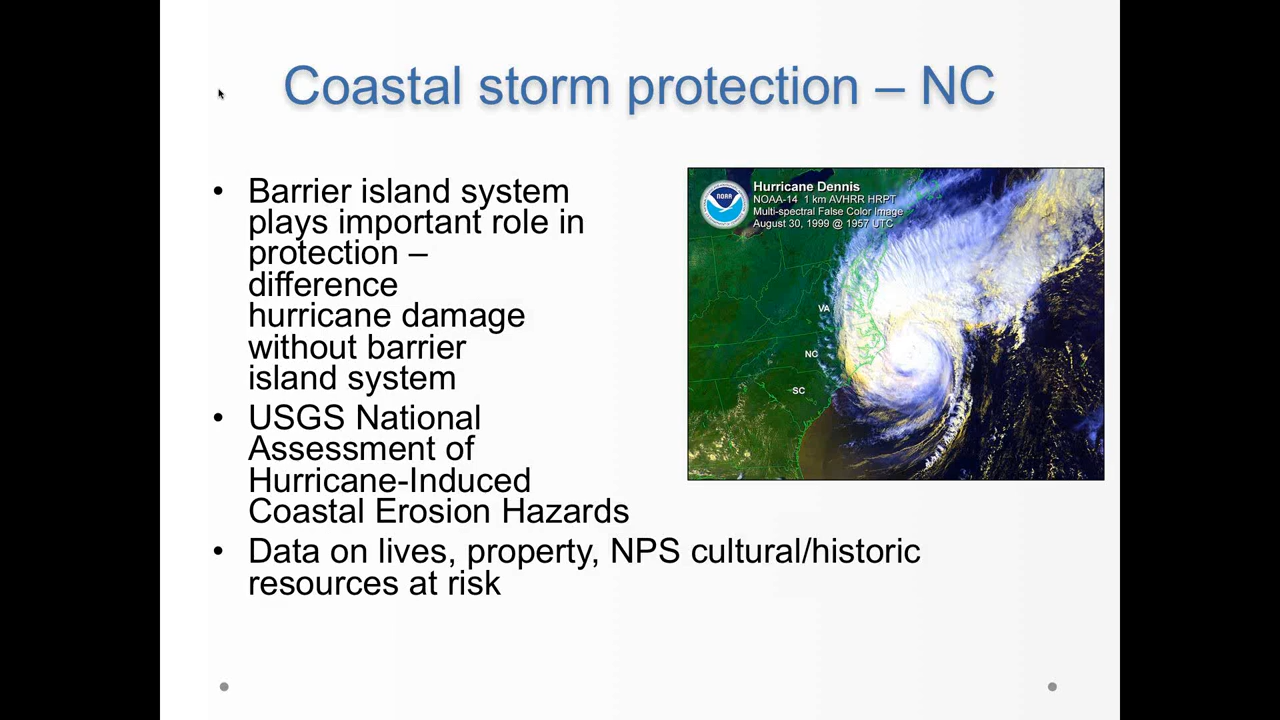 Coastal storm protection – NC
• Barrier island system
plays important role in
protection –
difference
hurricane damage
without barrier
island system
• USGS National
Assessment of
Hurricane-Induced
Coastal Erosion Hazards
• Data on lives, property, NPS cultural/historic
resources at risk
NOAA
Hurricane Dennis
NOAA-14 1 km AVHRR HRPT
Multi-spectral False Color Image
August 30, 1999 @ 1957 UTC
VA
NC
SC